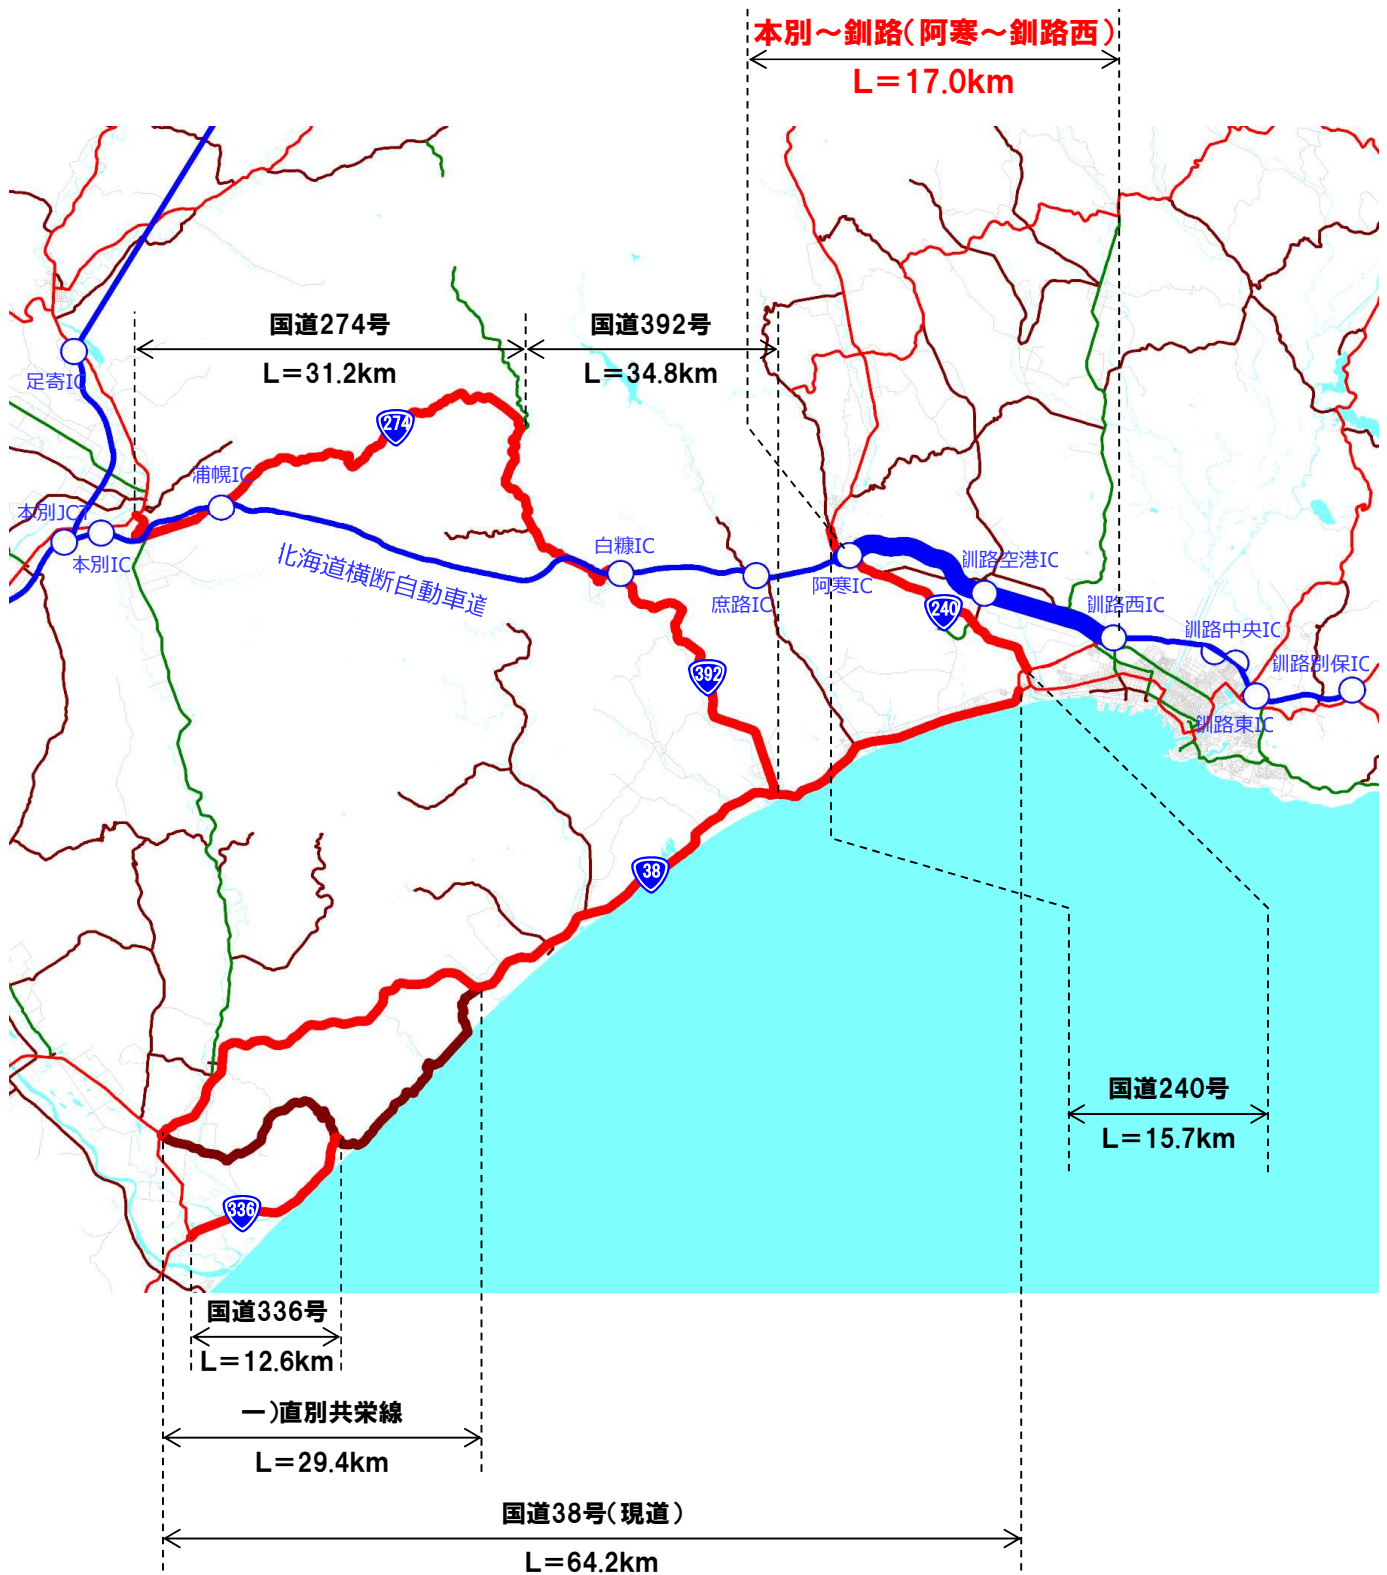 本別～釧路(阿寒～釧路西)
L=17.0km
国道274号
L=31.2km
国道392号
L=34.8km
足寄IC
274
浦幌IC
本別JCT
本別IC
北海道横断自動車道
白糠IC
庶路IC
阿寒IC
釧路空港IC
240
釧路西IC
釧路中央IC
釧路別保IC
釧路東IC
392
38
国道240号
L=15.7km
336
国道336号
L=12.6km
一)直別共栄線
L=29.4km
国道38号(現道)
L=64.2km